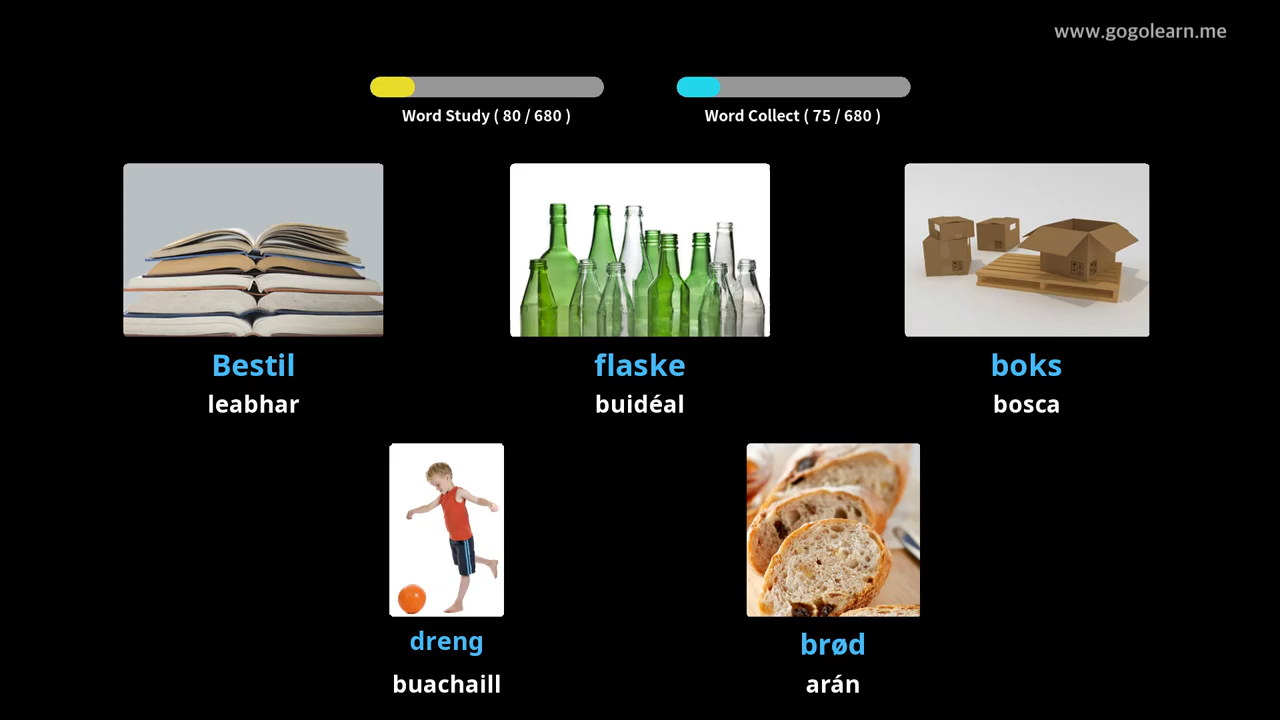 www.gogolearn.me
Word Study ( 80 / 680 )
Word Collect ( 75 / 680 )
Bestil
leabhar
flaske
buidéal
boks
bosca
dreng
buachaill
brød
arán